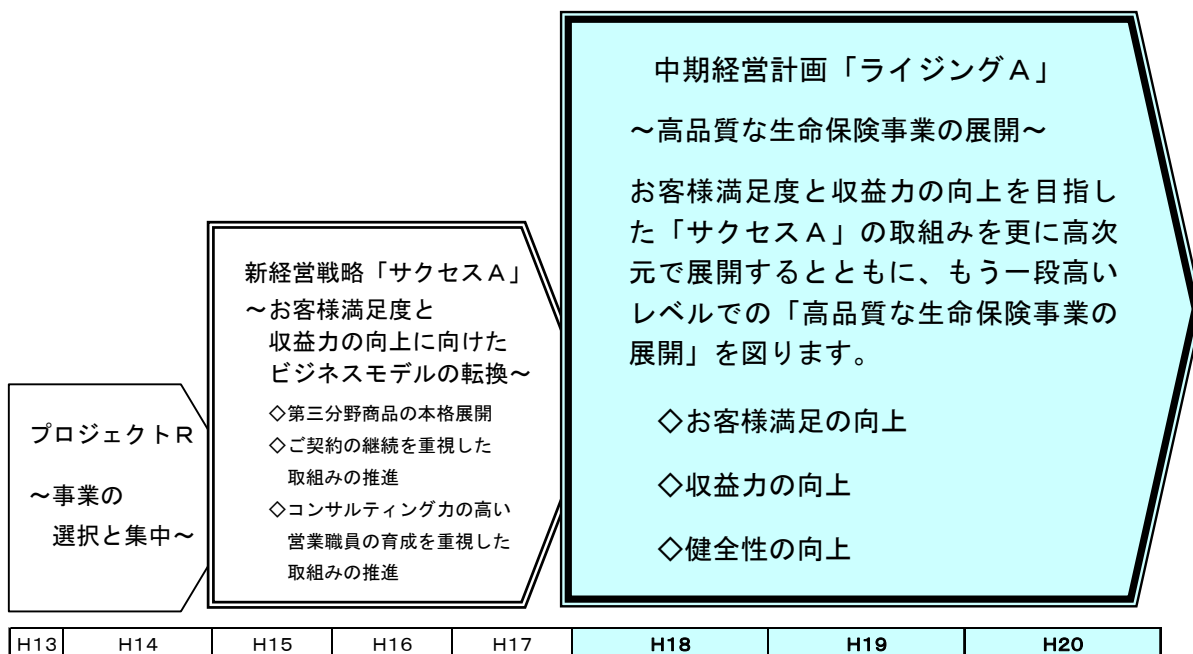 プロジェクトR
～事業の
選択と集中～
新経営戦略「サクセスA」
～お客様満足度と
収益力の向上に向けた
ビジネスモデルの転換～
◇第三分野商品の本格展開
◇ご契約の継続を重視した
取組みの推進
◇コンサルティング力の高い
営業職員の育成を重視した
取組みの推進
中期経営計画「ライジングA」
～高品質な生命保険事業の展開～
お客様満足度と収益力の向上を目指し
た「サクセスA」の取組みを更に高次
元で展開するとともに、もう一段高い
レベルでの「高品質な生命保険事業の
展開」を図ります。
◇お客様満足の向上
◇収益力の向上
◇健全性の向上
H13 H14 H15 H16 H17 H18 H19 H20